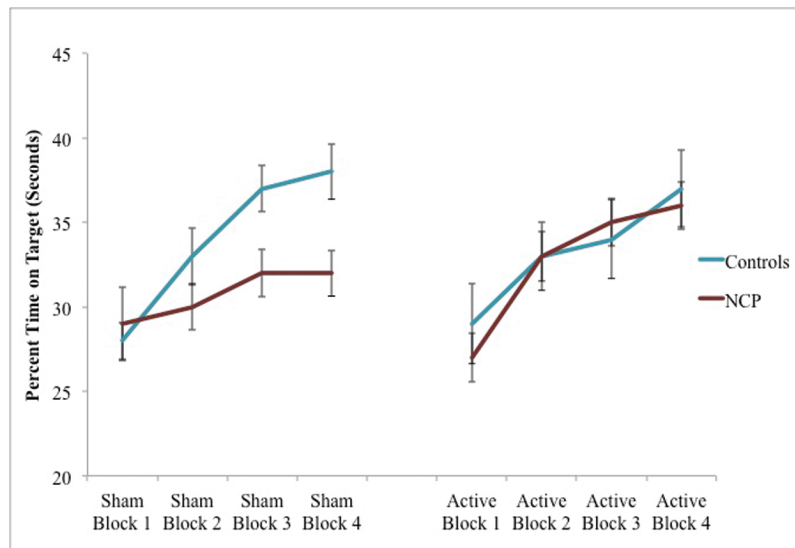 Percent Time on Target (Seconds)
45
40
35
30
25
20
Sham Block 1
Sham Block 2
Sham Block 3
Sham Block 4
Active Block 1
Active Block 2
Active Block 3
Active Block 4
Controls
NCP